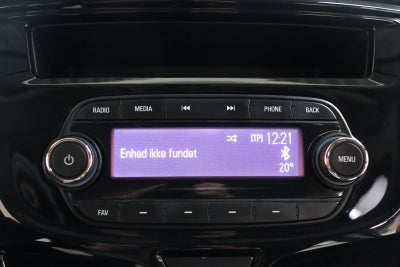 RADIO MEDIA PHONE BACK
[TP] 12:21
Enhed ikke fundet
20°
MENU
FAV